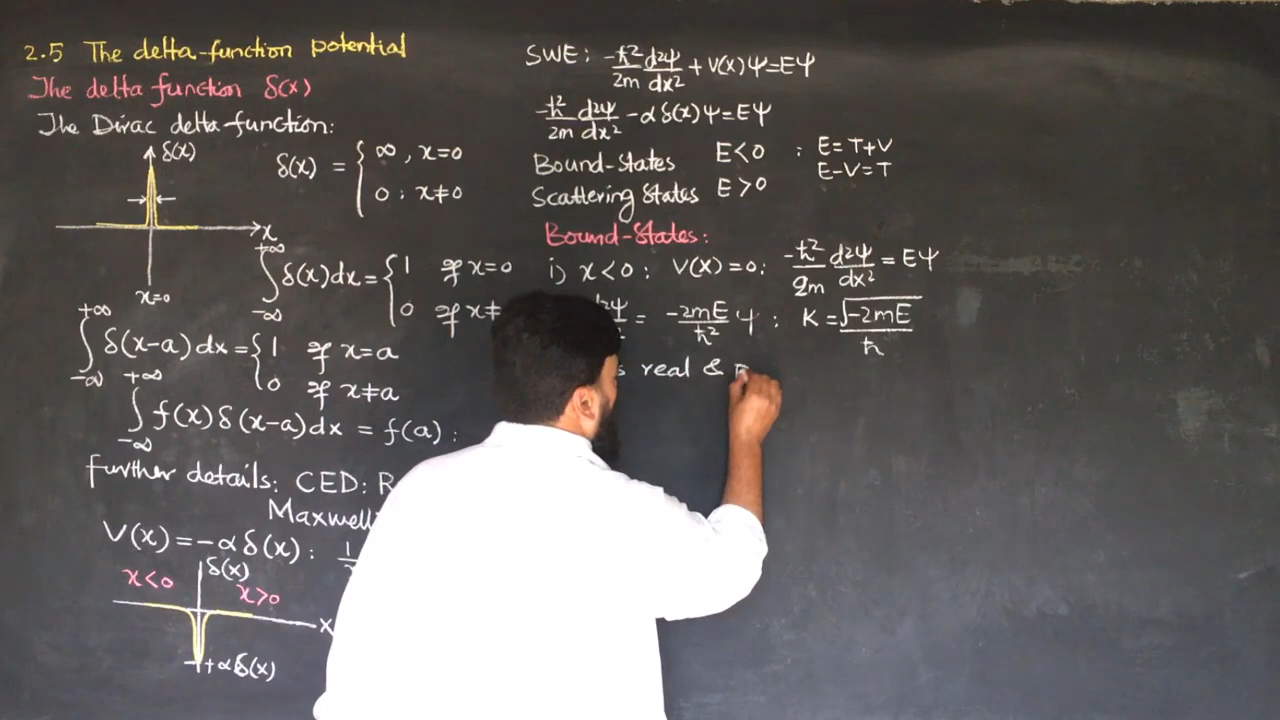 2.5 The delta-function potential
The delta function δ(x)
The Dirac delta-function:
δ(x)
x
x=0
δ(x) = { ∞ , x=0
0 : x≠0
∫_{-∞}^{+∞} δ(x)dx = { 1 if x=0
0 if x≠
∫_{-∞}^{+∞} δ(x-a)dx = { 1 if x=a
0 if x≠a
∫_{-∞}^{+∞} f(x)δ(x-a)dx = f(a) :
Further details: CED:
Maxwell
V(x) = -αδ(x) :
δ(x)
x<0
x>0
x
+αδ(x)
SWE: -ħ²/2m d²ψ/dx² + V(x)ψ=Eψ
-ħ²/2m d²ψ/dx² - αδ(x)ψ=Eψ
Bound-States E<0 : E=T+V
E-V=T
Scattering States E>0
Bound-States:
i) x<0 : V(x)=0 : -ħ²/2m d²ψ/dx² = Eψ
= -2mE/ħ² ψ ; K = √-2mE/ħ
real &